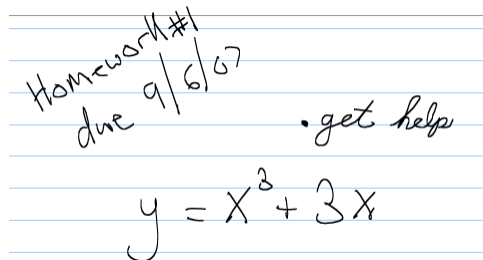 Homework #1
due 9/6/07
• get help
y = x³ + 3x